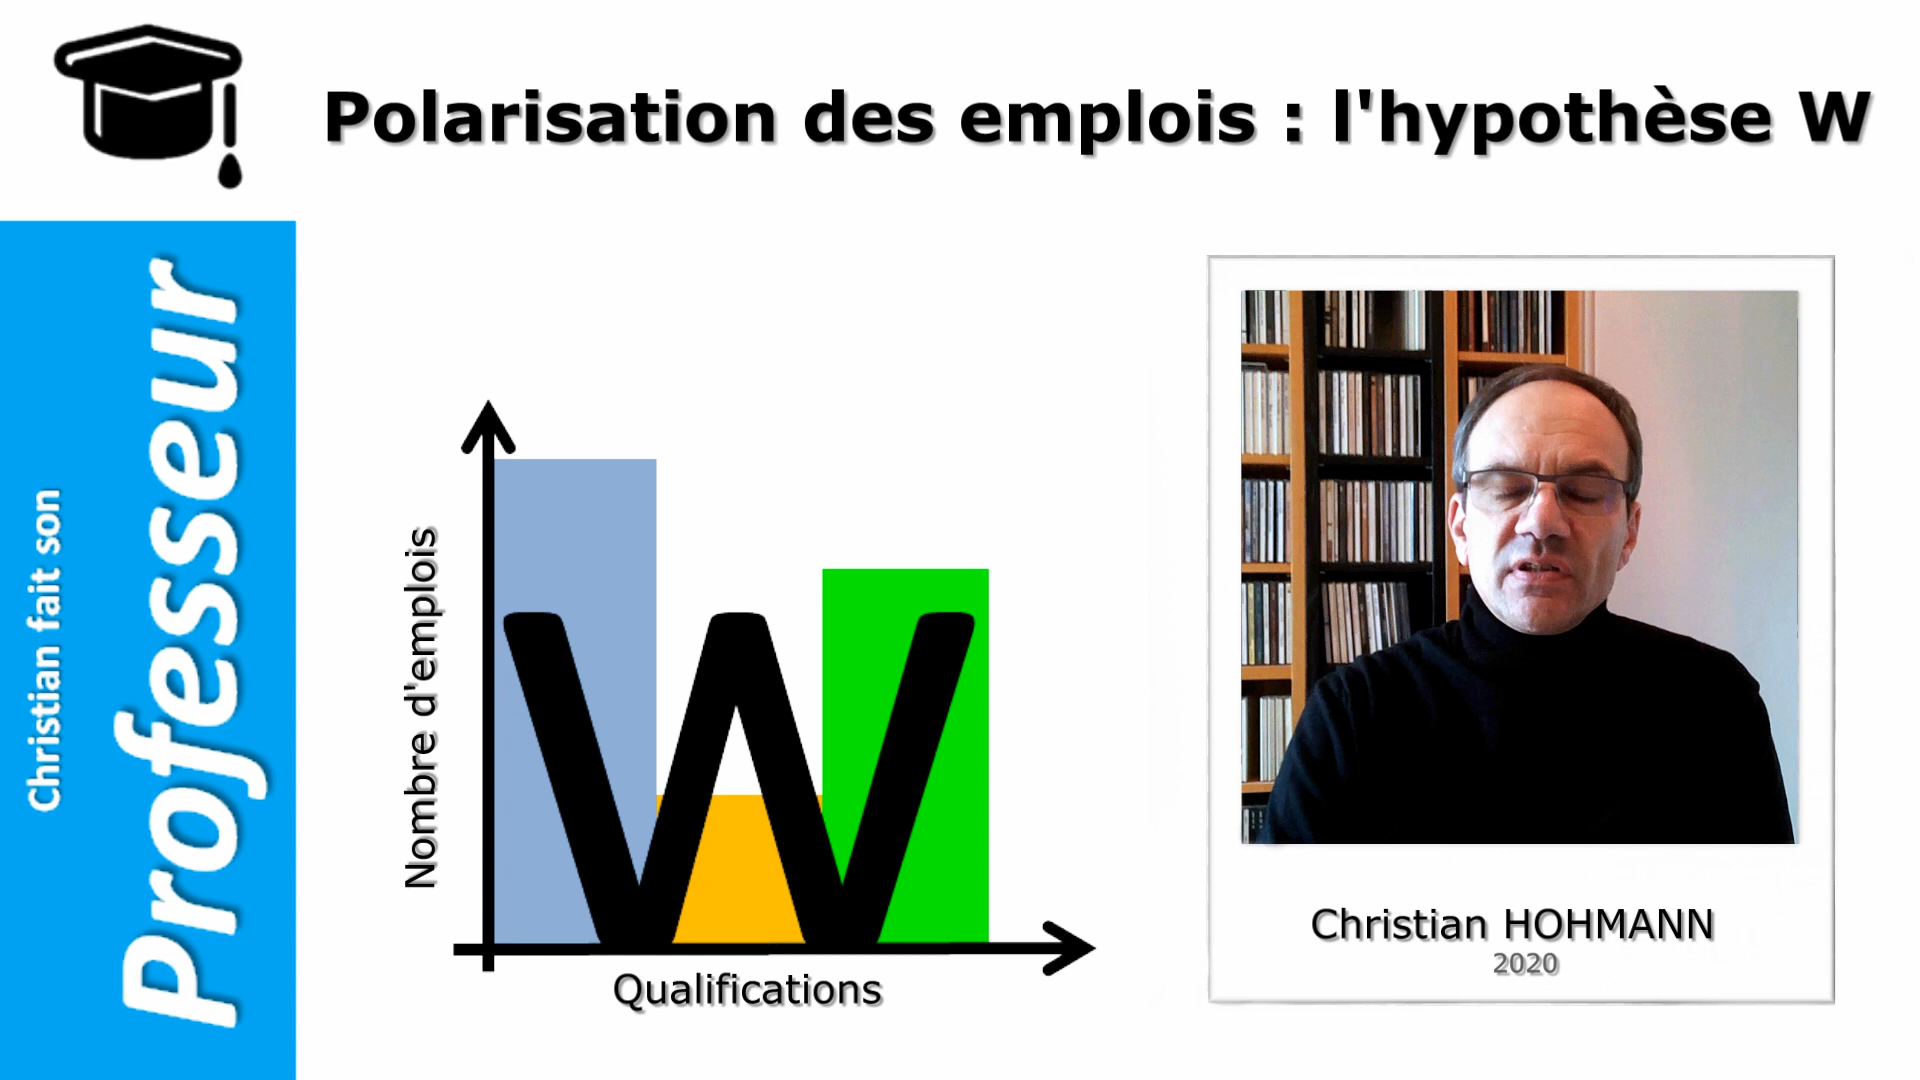 Polarisation des emplois : l'hypothèse W
Christian fait son
Professeur
Nombre d'emplois
W
Qualifications
Christian HOHMANN
2020